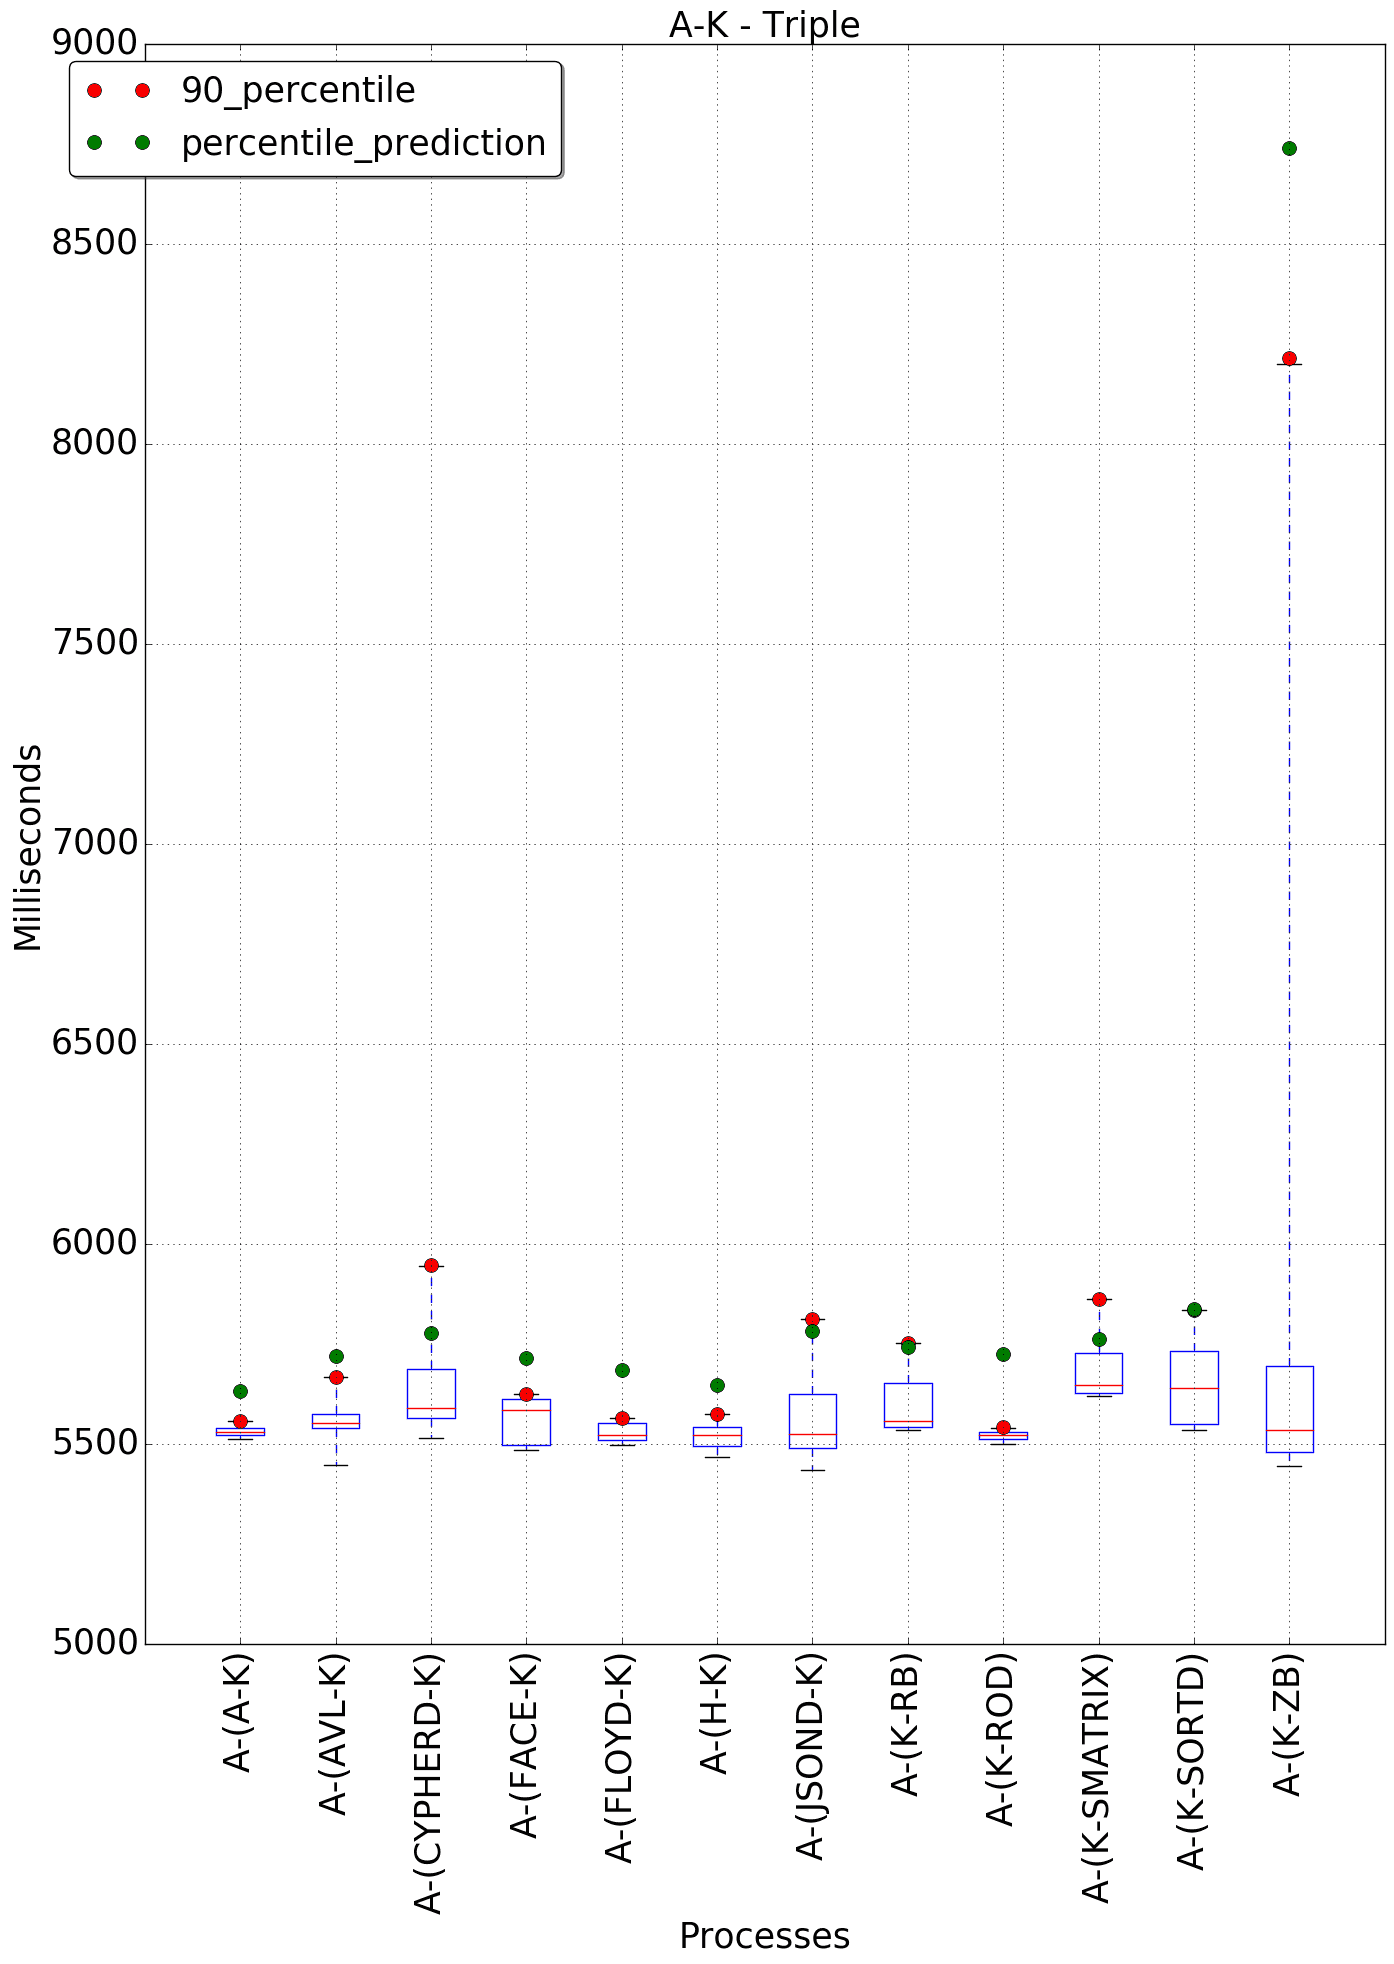 A-K - Triple
90_percentile
percentile_prediction
9000
8500
8000
7500
7000
6500
6000
5500
5000
Milliseconds
A-(A-K)
A-(AVL-K)
A-(CYPHERD-K)
A-(FACE-K)
A-(FLOYD-K)
A-(H-K)
A-(JSOND-K)
A-(K-RB)
A-(K-ROD)
A-(K-SMATRIX)
A-(K-SORTD)
A-(K-ZB)
Processes